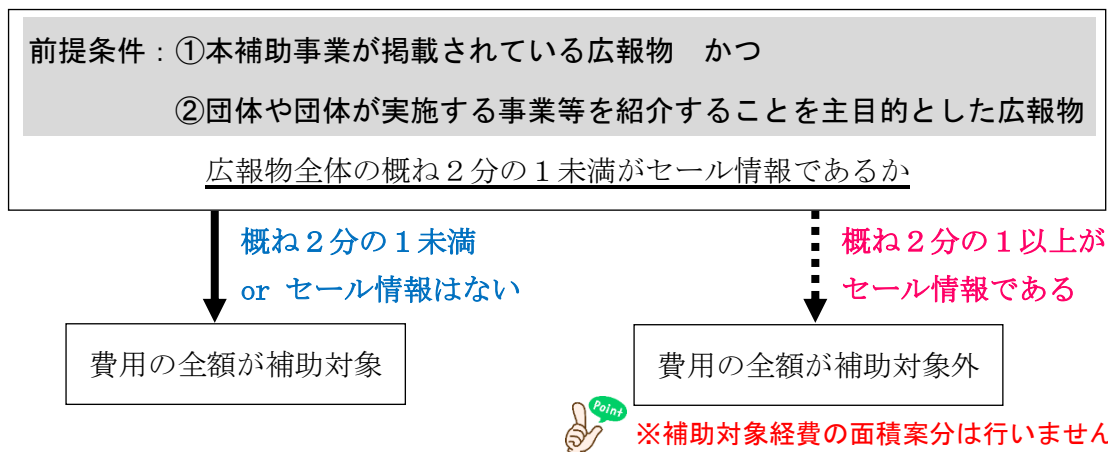 前提条件：①本補助事業が掲載されている広報物　かつ
②団体や団体が実施する事業等を紹介することを主目的とした広報物
広報物全体の概ね２分の１未満がセール情報であるか
概ね２分の１未満
or セール情報はない
概ね２分の１以上が
セール情報である
費用の全額が補助対象
費用の全額が補助対象外
Point
※補助対象経費の面積案分は行いません